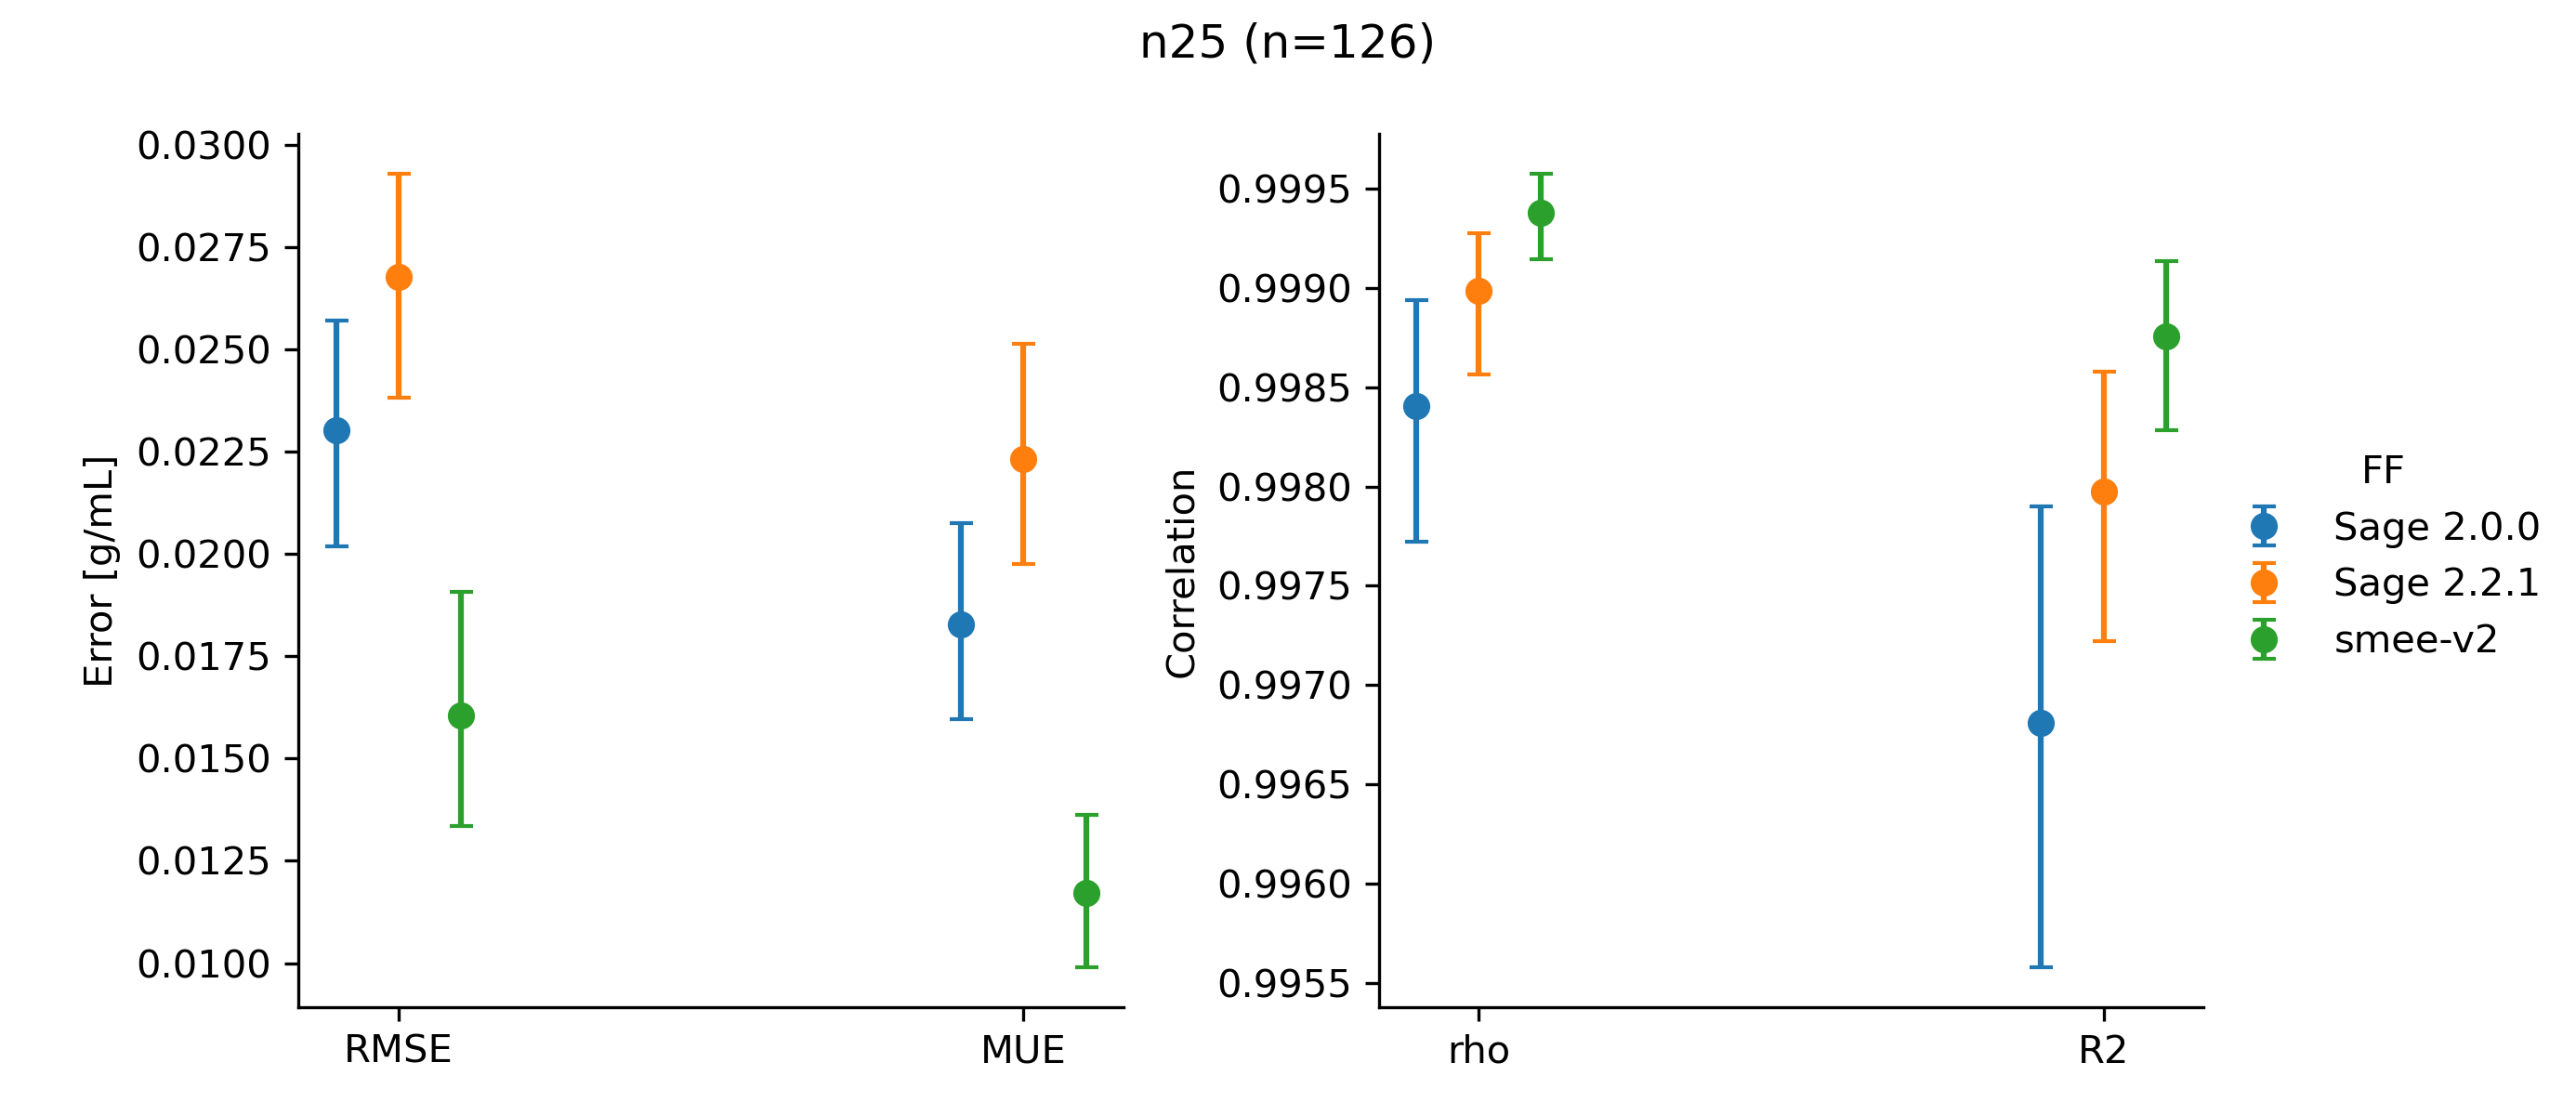 n25 (n=126)
Error [g/mL]
0.0300
0.0275
0.0250
0.0225
0.0200
0.0175
0.0150
0.0125
0.0100
RMSE
MUE
Correlation
0.9995
0.9990
0.9985
0.9980
0.9975
0.9970
0.9965
0.9960
0.9955
rho
R2
FF
Sage 2.0.0
Sage 2.2.1
smee-v2